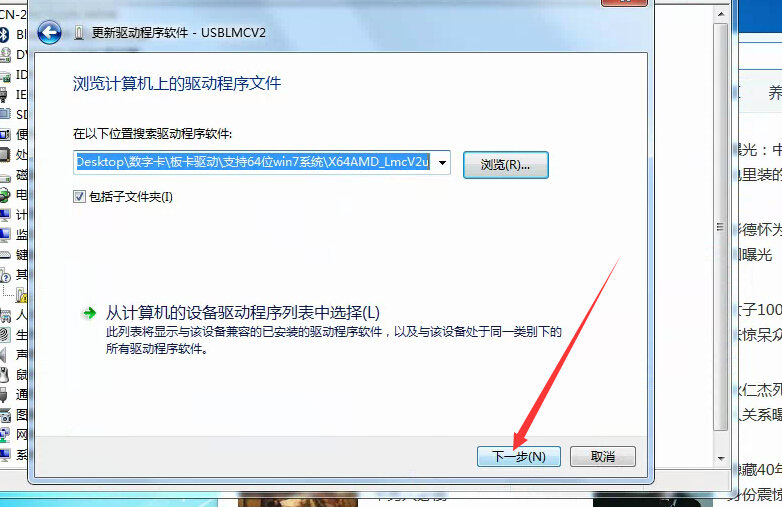 CN-2
更新驱动程序软件 - USBLMCV2
浏览计算机上的驱动程序文件
在以下位置搜索驱动程序软件:
Desktop\数字卡\板卡驱动\支持64位win7系统\X64AMD_LmcV2u
浏览(R)...
包括子文件夹(I)
从计算机的设备驱动程序列表中选择(L)
此列表将显示与该设备兼容的已安装的驱动程序软件，以及与该设备处于同一类别下的
所有驱动程序软件。
下一步(N)
取消
ID
IE
SD
便
处
磁
电
计
监
键
其
人
生
声
鼠
通
图
网
系
养
曝光：中
里装的
彭德怀为
曝光
女子100
惊呆众
狄仁杰死
人关系曝
隐藏40年
身份震惊